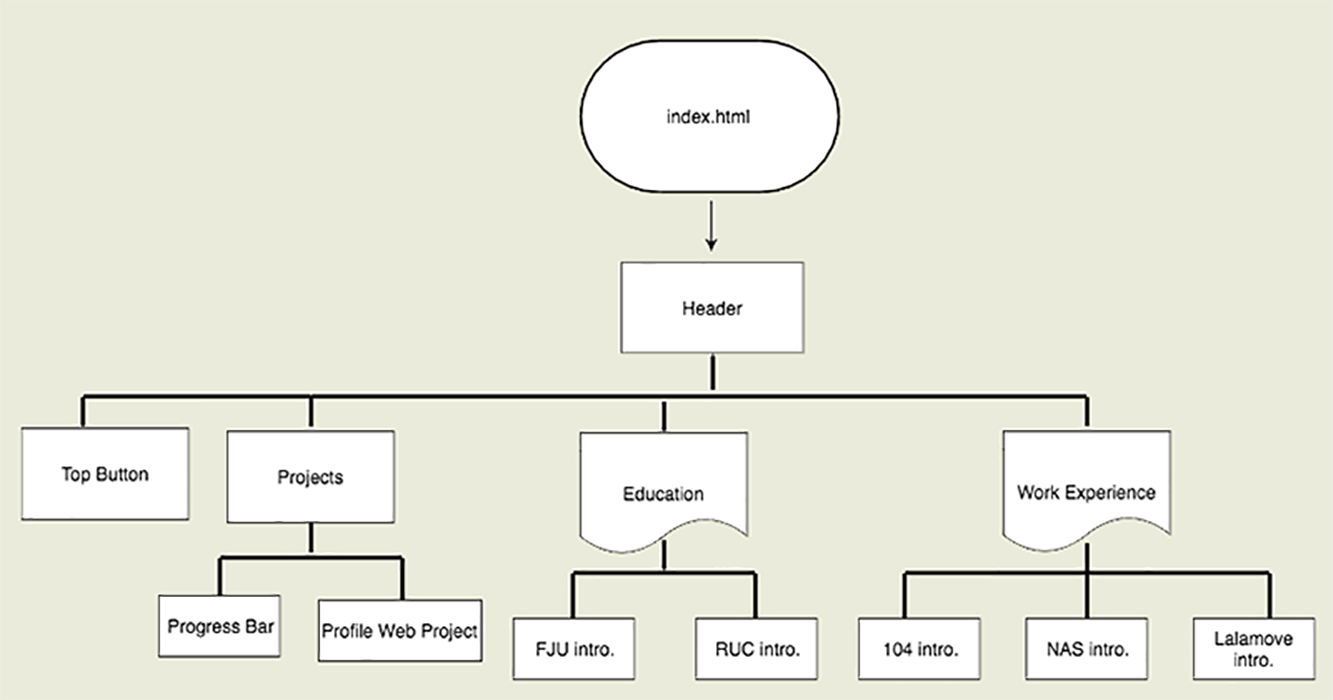 index.html
Header
Top Button
Projects
Education
Work Experience
Progress Bar
Profile Web Project
FJU intro.
RUC intro.
104 intro.
NAS intro.
Lalamove
intro.